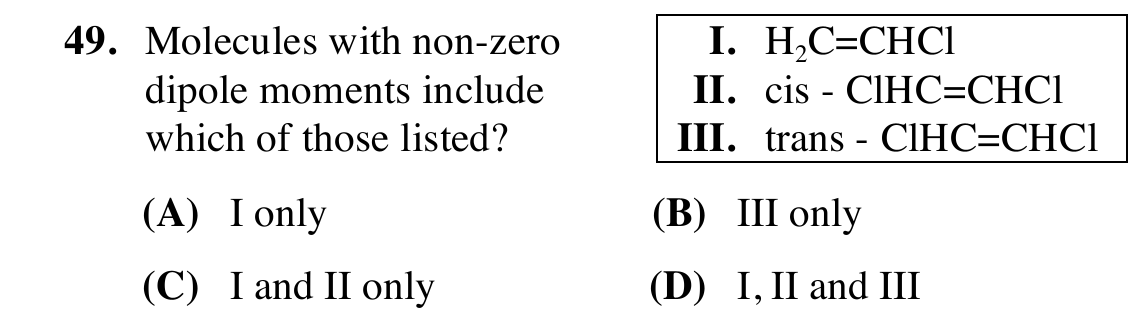 49. Molecules with non-zero
dipole moments include
which of those listed?
I. H₂C=CHCl
II. cis - ClHC=CHCl
III. trans - ClHC=CHCl
(A) I only
(B) III only
(C) I and II only
(D) I, II and III